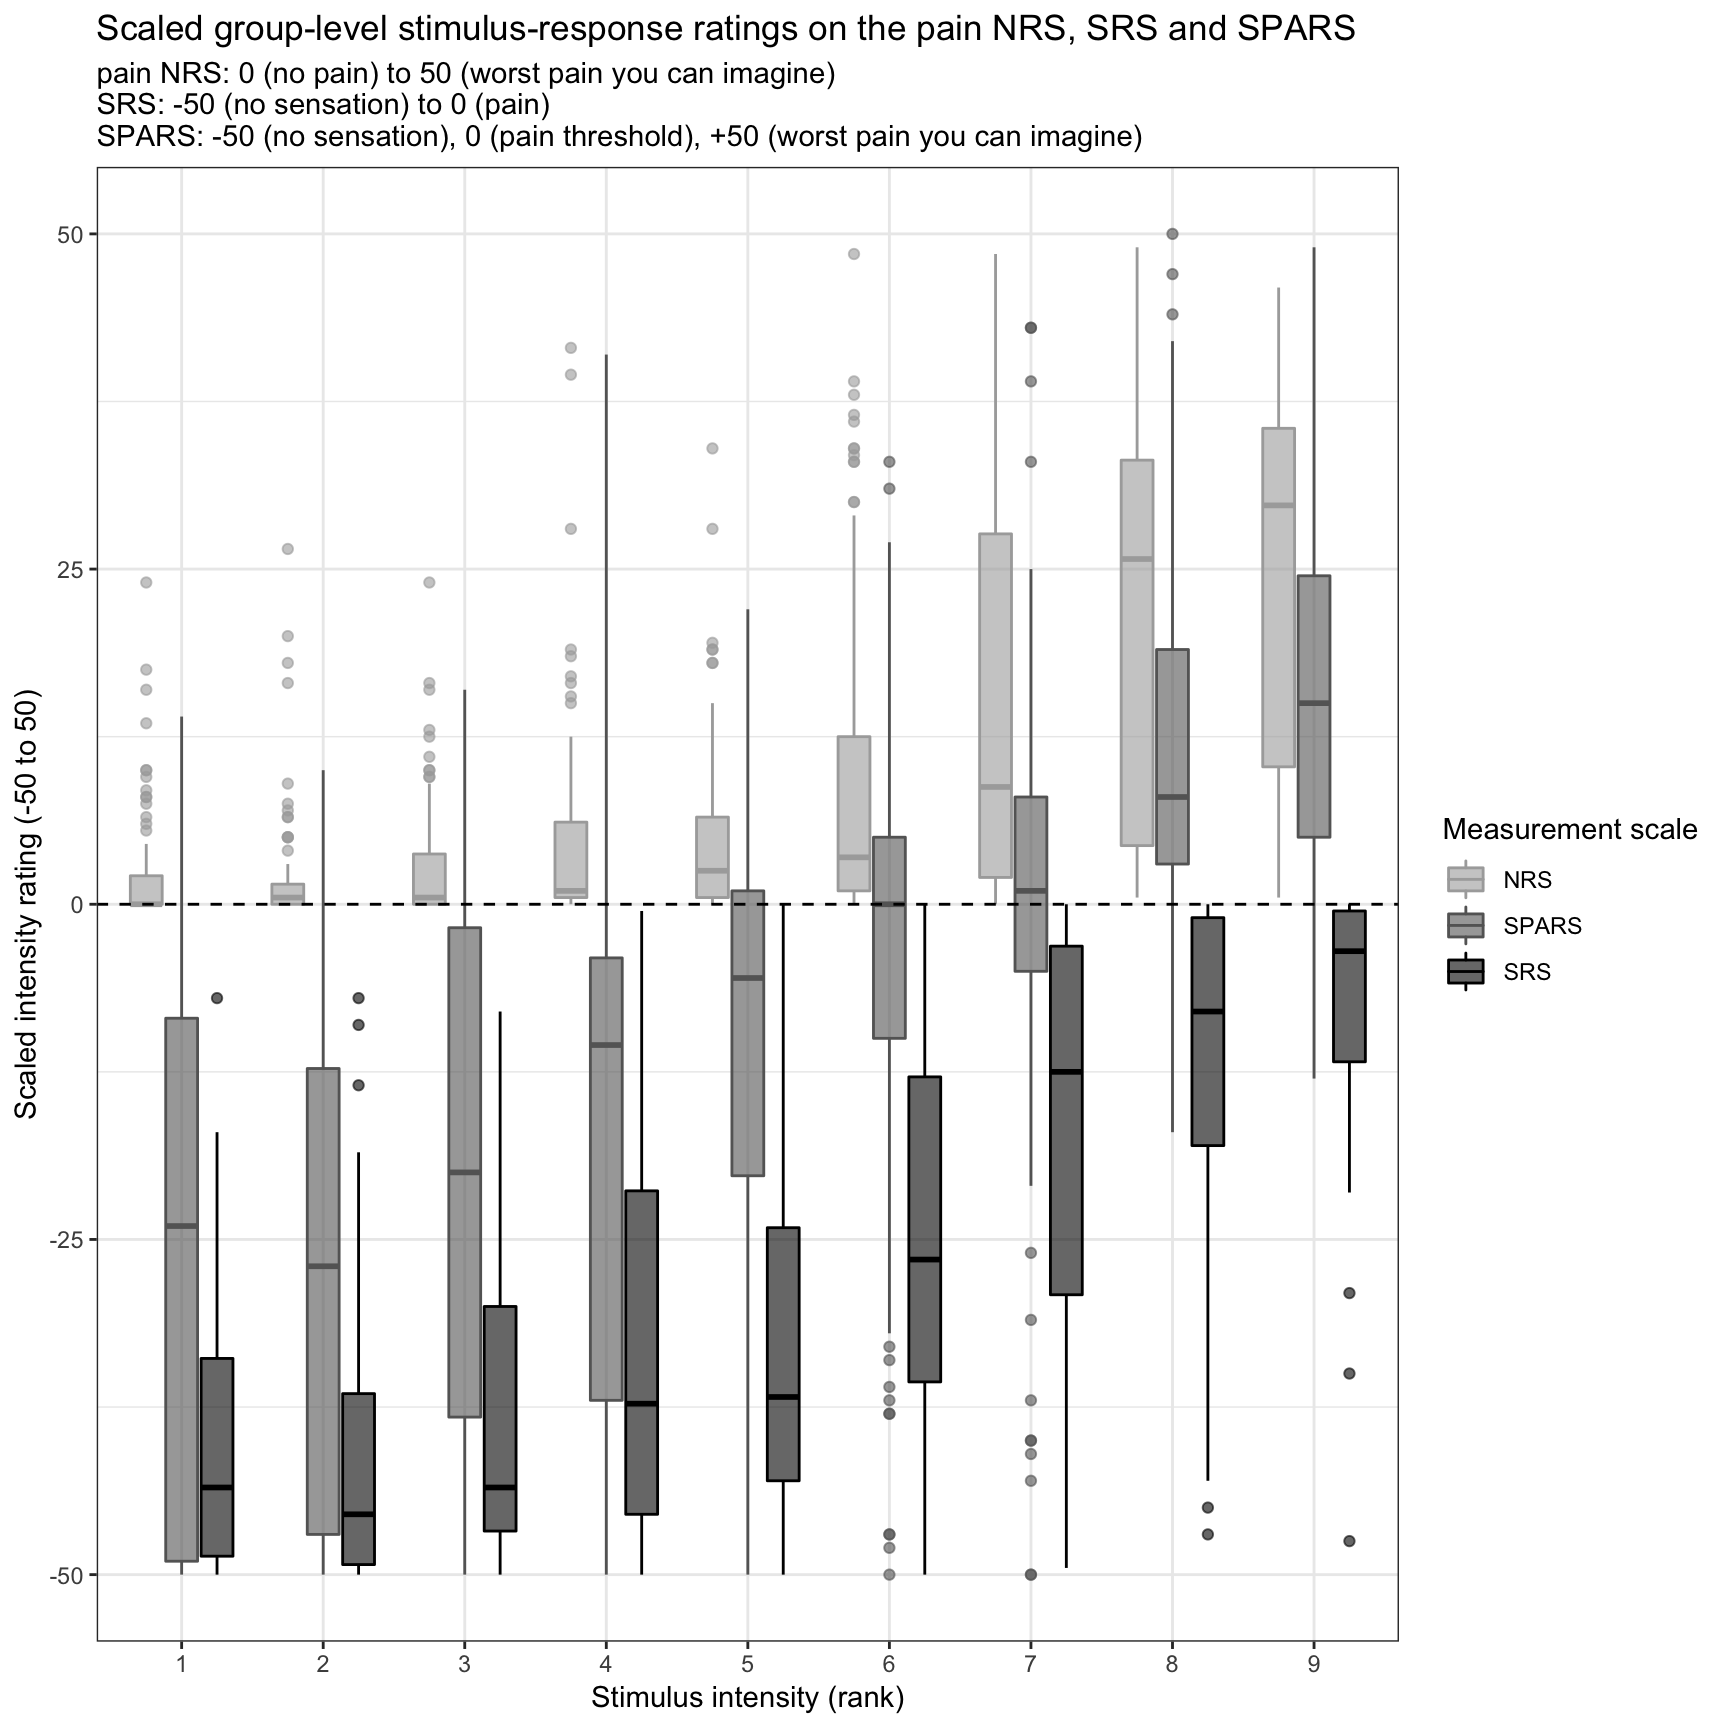 Scaled group-level stimulus-response ratings on the pain NRS, SRS and SPARS
pain NRS: 0 (no pain) to 50 (worst pain you can imagine)
SRS: -50 (no sensation) to 0 (pain)
SPARS: -50 (no sensation), 0 (pain threshold), +50 (worst pain you can imagine)
Scaled intensity rating (-50 to 50)
50
25
0
-25
-50
1 2 3 4 5 6 7 8 9
Stimulus intensity (rank)
Measurement scale
NRS
SPARS
SRS